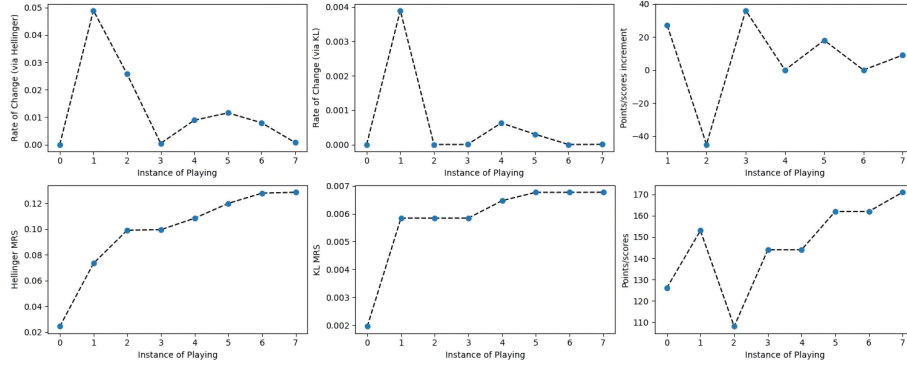 0.05
0.04
0.03
0.02
0.01
0.00
Rate of Change (via Hellinger)
0 1 2 3 4 5 6 7
Instance of Playing
0.004
0.003
0.002
0.001
0.000
Rate of Change (via KL)
0 1 2 3 4 5 6 7
Instance of Playing
40
20
0
−20
−40
Points/scores increment
1 2 3 4 5 6 7
Instance of Playing
0.12
0.10
0.08
0.06
0.04
0.02
Hellinger MRS
0 1 2 3 4 5 6 7
Instance of Playing
0.007
0.006
0.005
0.004
0.003
0.002
KL MRS
0 1 2 3 4 5 6 7
Instance of Playing
170
160
150
140
130
120
110
Points/scores
0 1 2 3 4 5 6 7
Instance of Playing